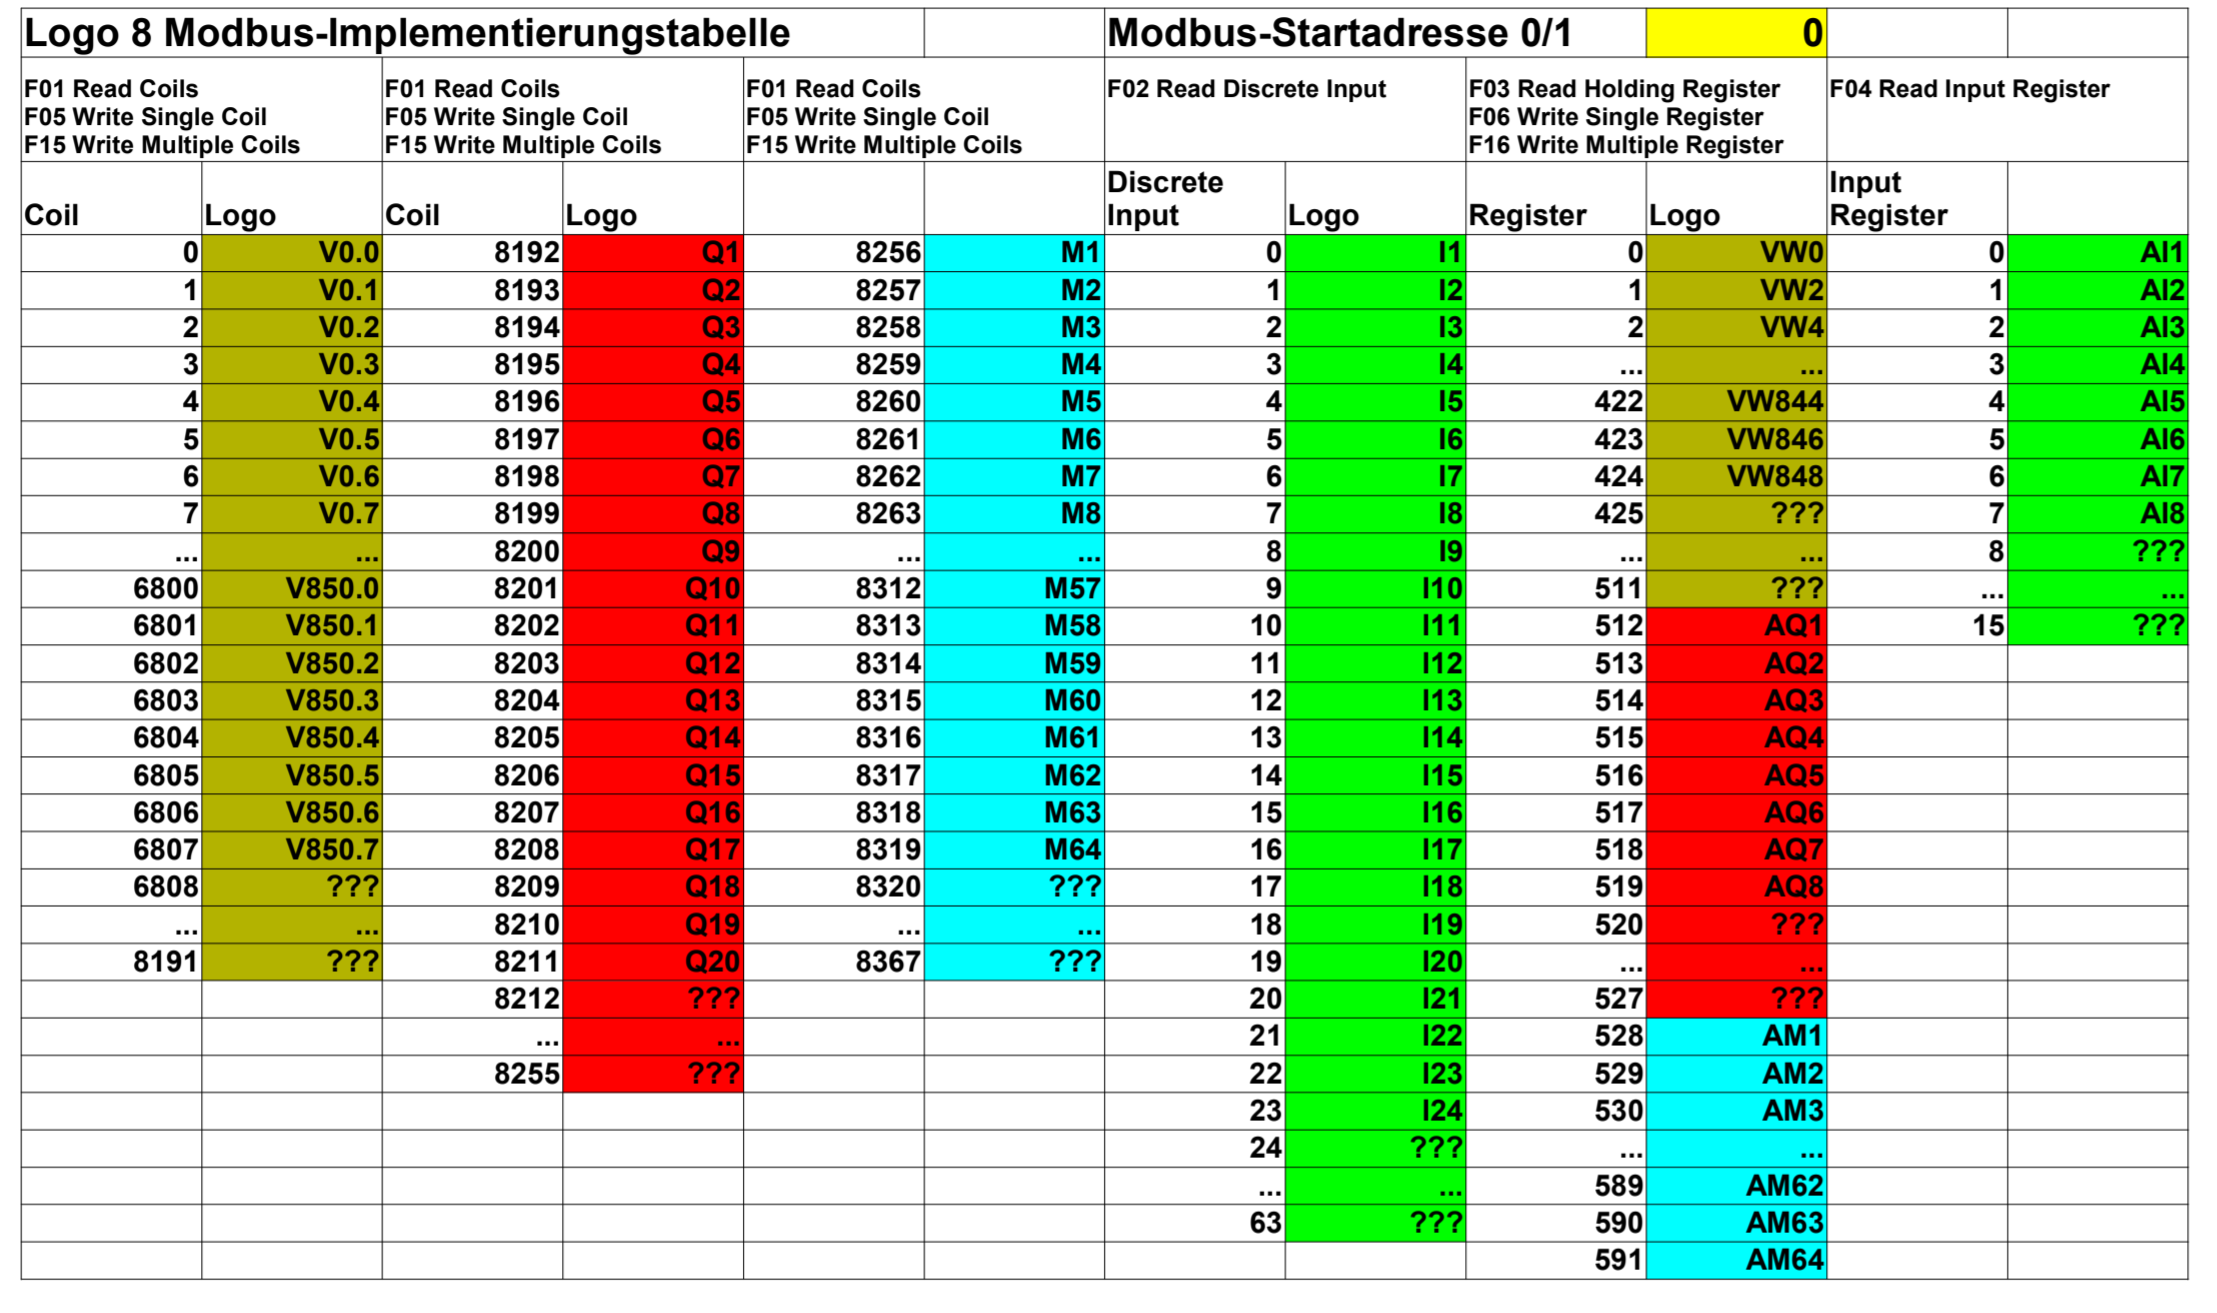 Logo 8 Modbus-Implementierungstabelle Modbus-Startadresse 0/1 0
F01 Read Coils F01 Read Coils F01 Read Coils F02 Read Discrete Input F03 Read Holding Register F04 Read Input Register
F05 Write Single Coil F05 Write Single Coil F05 Write Single Coil F06 Write Single Register
F15 Write Multiple Coils F15 Write Multiple Coils F15 Write Multiple Coils F16 Write Multiple Register
Discrete Input
Coil Logo Coil Logo Input Logo Register Logo Register
0 V0.0 8192 Q1 8256 M1 0 I1 0 VW0 0 AI1
1 V0.1 8193 Q2 8257 M2 1 I2 1 VW2 1 AI2
2 V0.2 8194 Q3 8258 M3 2 I3 2 VW4 2 AI3
3 V0.3 8195 Q4 8259 M4 3 I4 ... ... 3 AI4
4 V0.4 8196 Q5 8260 M5 4 I5 422 VW844 4 AI5
5 V0.5 8197 Q6 8261 M6 5 I6 423 VW846 5 AI6
6 V0.6 8198 Q7 8262 M7 6 I7 424 VW848 6 AI7
7 V0.7 8199 Q8 8263 M8 7 I8 425 ??? 7 AI8
... ... 8200 Q9 ... ... 8 I9 ... ... 8 ???
6800 V850.0 8201 Q10 8312 M57 9 I10 511 ??? ... ...
6801 V850.1 8202 Q11 8313 M58 10 I11 512 AQ1 15 ???
6802 V850.2 8203 Q12 8314 M59 11 I12 513 AQ2
6803 V850.3 8204 Q13 8315 M60 12 I13 514 AQ3
6804 V850.4 8205 Q14 8316 M61 13 I14 515 AQ4
6805 V850.5 8206 Q15 8317 M62 14 I15 516 AQ5
6806 V850.6 8207 Q16 8318 M63 15 I16 517 AQ6
6807 V850.7 8208 Q17 8319 M64 16 I17 518 AQ7
6808 ??? 8209 Q18 8320 ??? 17 I18 519 AQ8
... ... 8210 Q19 ... ... 18 I19 520 ???
8191 ??? 8211 Q20 8367 ??? 19 I20 ... ...
8212 ??? 20 I21 527 ???
... ... 21 I22 528 AM1
8255 ??? 22 I23 529 AM2
23 I24 530 AM3
24 ??? ... ...
... ... 589 AM62
63 ??? 590 AM63
591 AM64